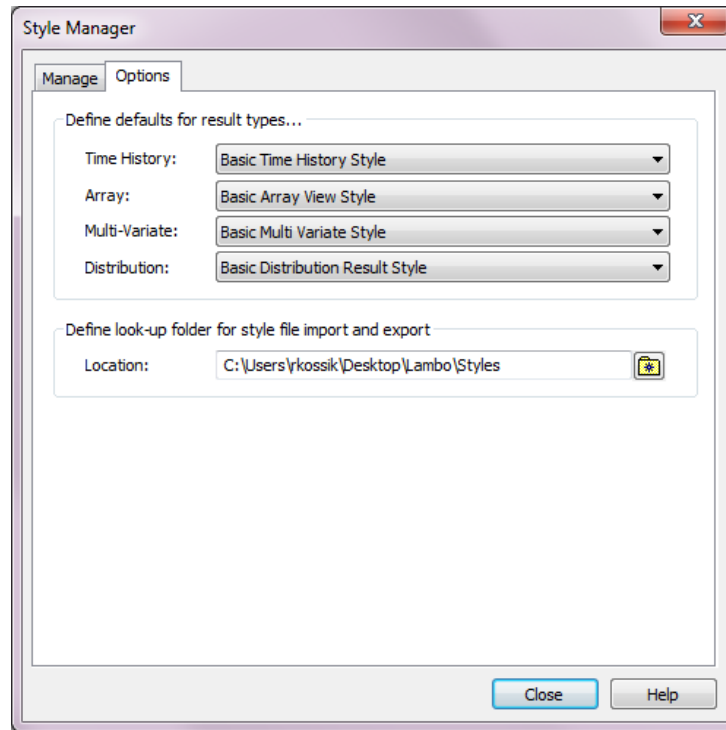 Style Manager
Manage Options
Define defaults for result types...
Time History: Basic Time History Style
Array: Basic Array View Style
Multi-Variate: Basic Multi Variate Style
Distribution: Basic Distribution Result Style
Define look-up folder for style file import and export
Location: C:\Users\rkossik\Desktop\Lambo\Styles
Close Help